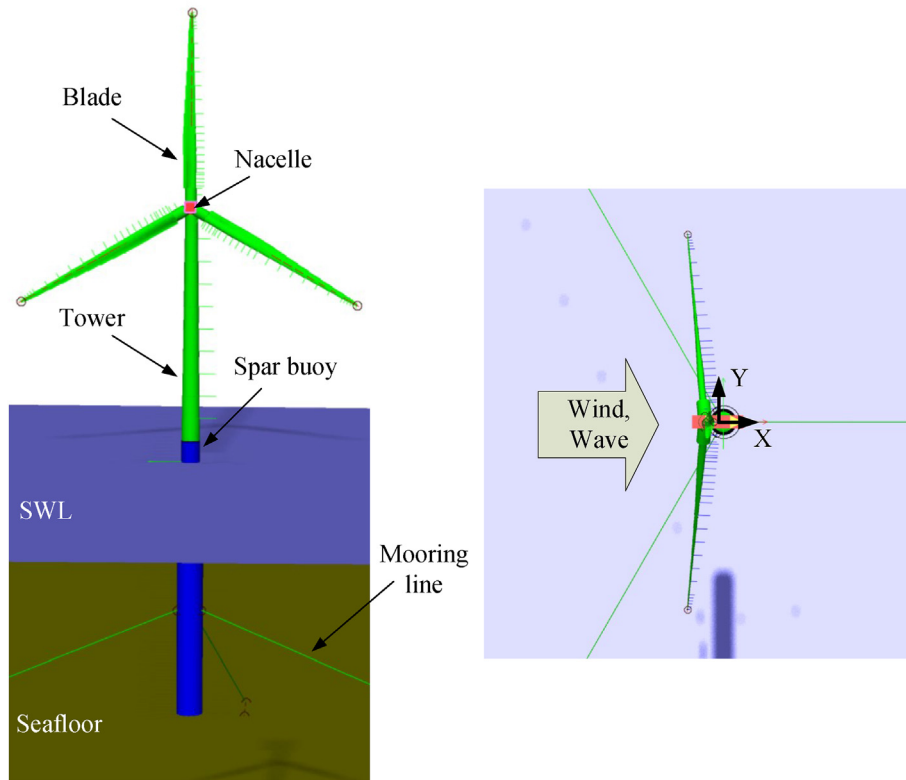 Blade
Nacelle
Tower
Spar buoy
SWL
Mooring
line
Seafloor
Wind,
Wave
Y
X